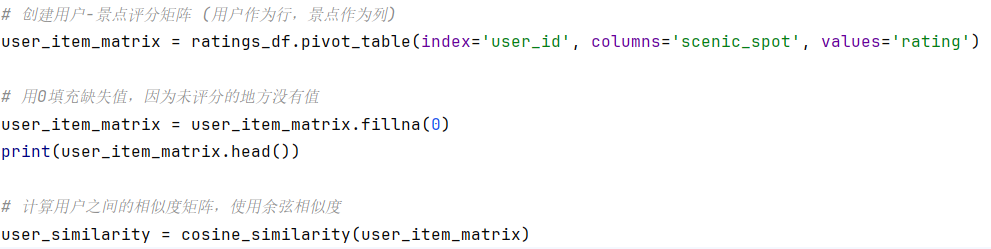 # 创建用户-景点评分矩阵 (用户作为行，景点作为列)
user_item_matrix = ratings_df.pivot_table(index='user_id', columns='scenic_spot', values='rating')
# 用0填充缺失值，因为未评分的地方没有值
user_item_matrix = user_item_matrix.fillna(0)
print(user_item_matrix.head())
# 计算用户之间的相似度矩阵，使用余弦相似度
user_similarity = cosine_similarity(user_item_matrix)